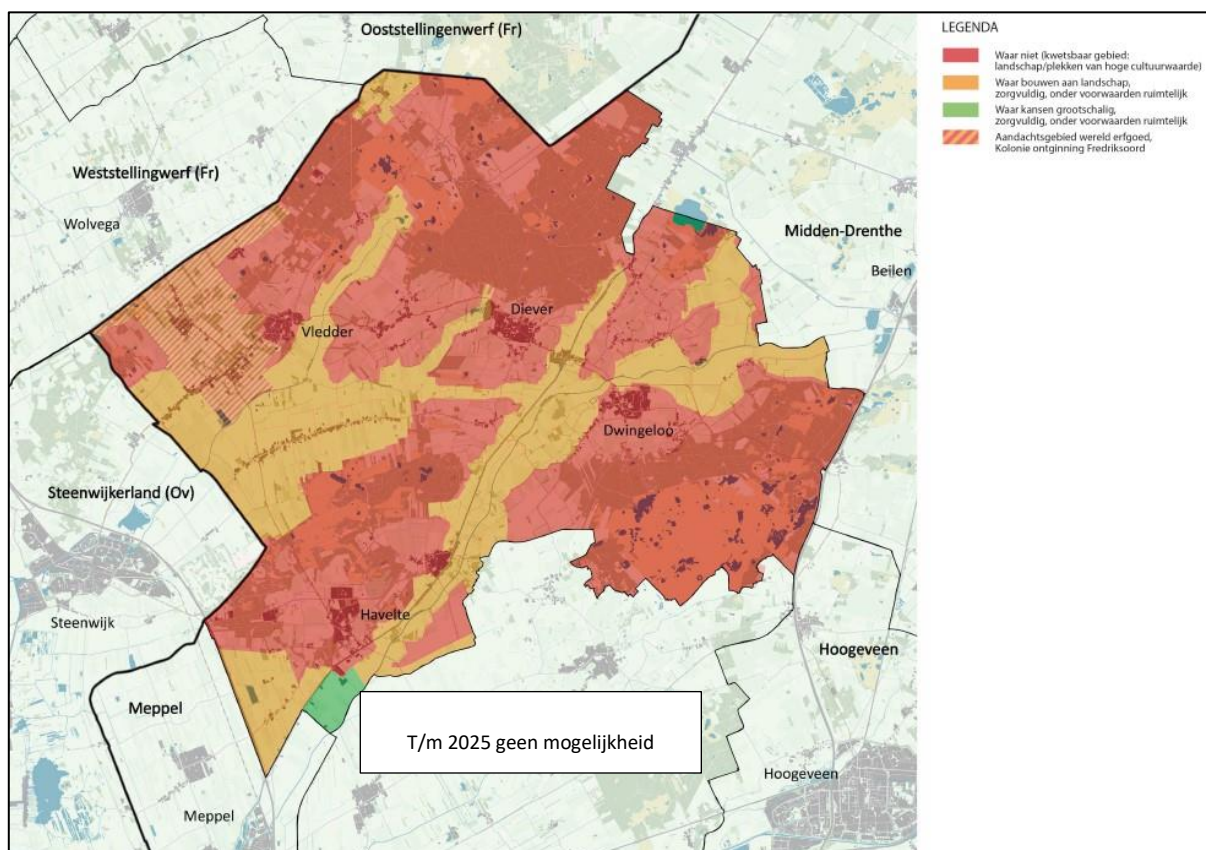 Ooststellingenwerf (Fr)
Weststellingwerf (Fr)
Wolvega
Midden-Drenthe
Beilen
Diever
Vledder
Dwingeloo
Steenwijkerland (Ov)
Steenwijk
Havelte
Hoogeveen
Meppel
T/m 2025 geen mogelijkheid
Hoogeveen
Meppel
LEGENDA
Waar niet (kwetsbaar gebied:
landschap/plekken van hoge cultuurwaarde)
Waar bouwen aan landschap,
zorgvuldig, onder voorwaarden ruimtelijk
Waar kansen grootschalig,
zorgvuldig, onder voorwaarden ruimtelijk
Aandachtsgebied wereld erfgoed,
Kolonie ontginning Fredriksoord